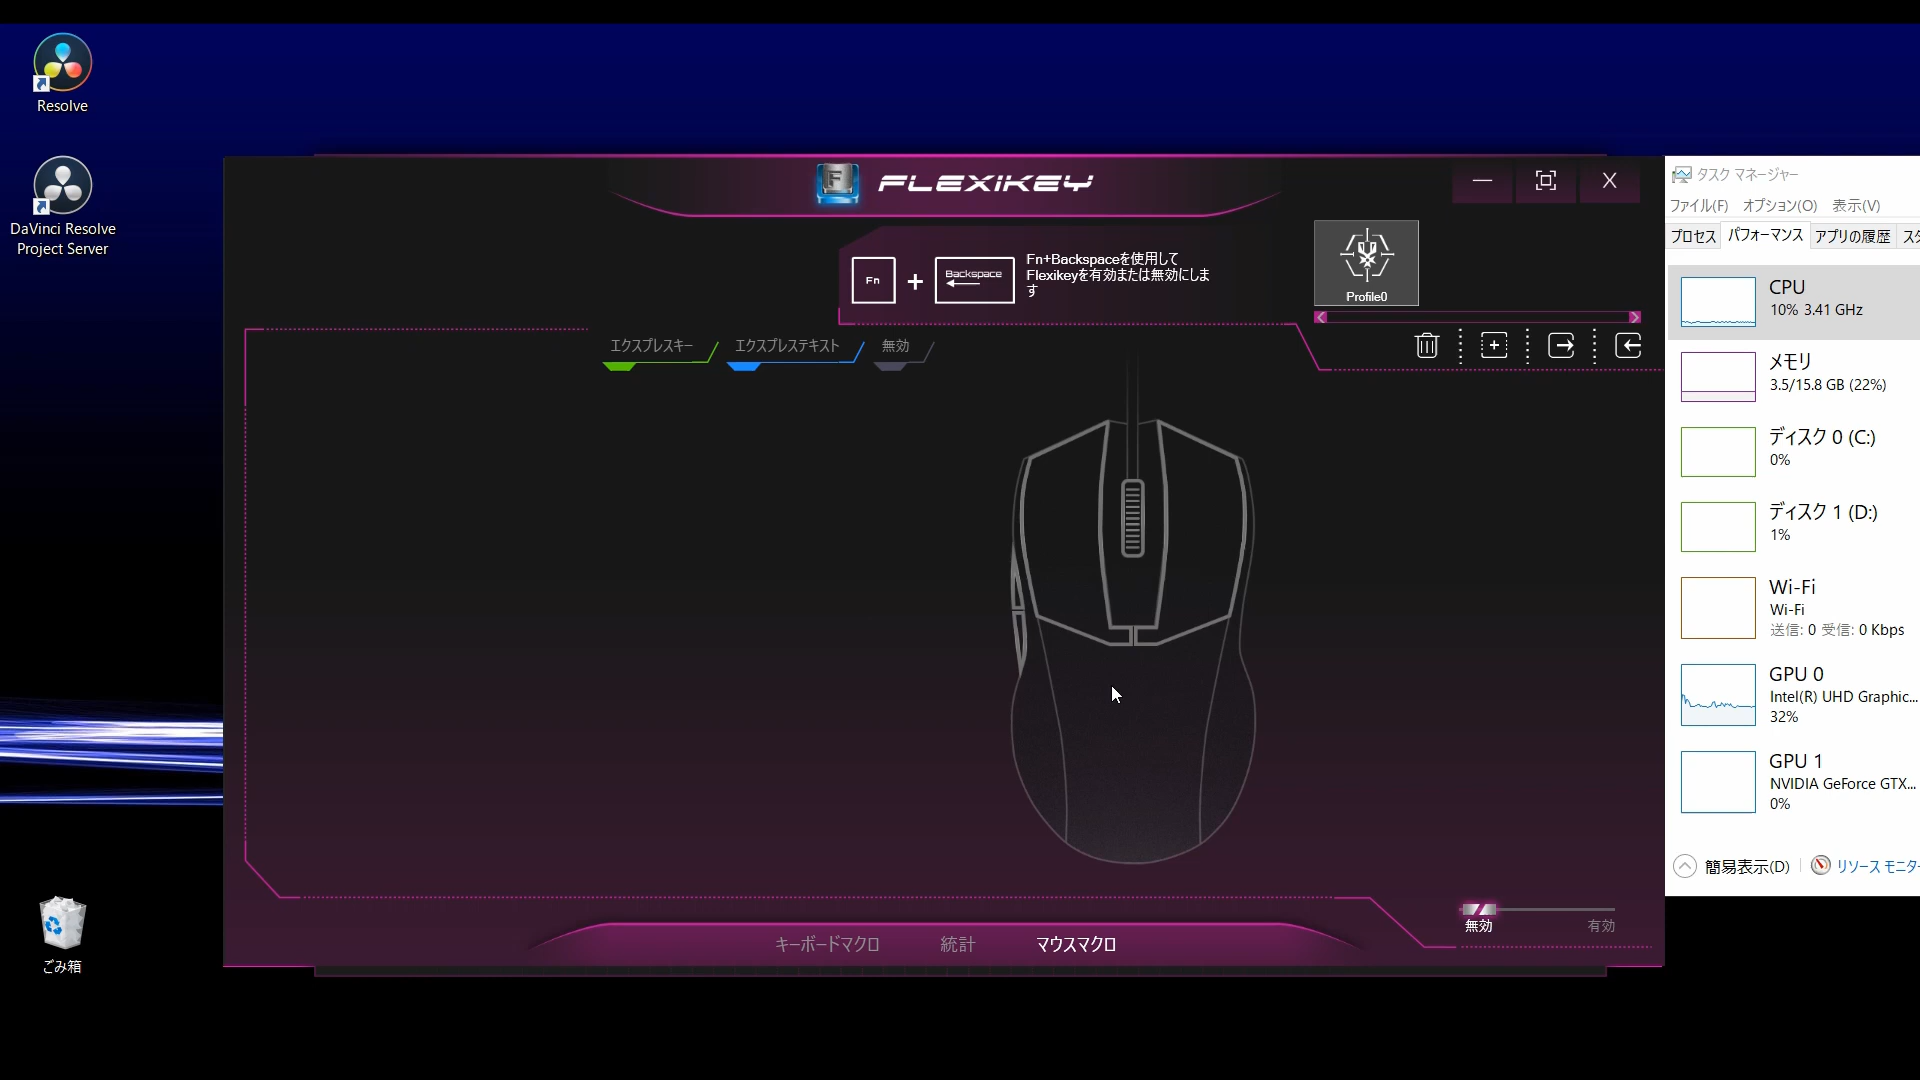 Resolve
DaVinci Resolve
Project Server
ごみ箱
FLEXIKEY
Fn
+
Backspace
Fn+Backspaceを使用して
Flexikeyを有効または無効にしま
す
Profile0
エクスプレスキー
エクスプレステキスト
無効
無効
有効
キーボードマクロ
統計
マウスマクロ
タスク マネージャー
ファイル(F) オプション(O) 表示(V)
プロセス パフォーマンス アプリの履歴 スタ
CPU
10% 3.41 GHz
メモリ
3.5/15.8 GB (22%)
ディスク 0 (C:)
0%
ディスク 1 (D:)
1%
Wi-Fi
Wi-Fi
送信: 0 受信: 0 Kbps
GPU 0
Intel(R) UHD Graphic...
32%
GPU 1
NVIDIA GeForce GTX...
0%
簡易表示(D)
リソース モニタ